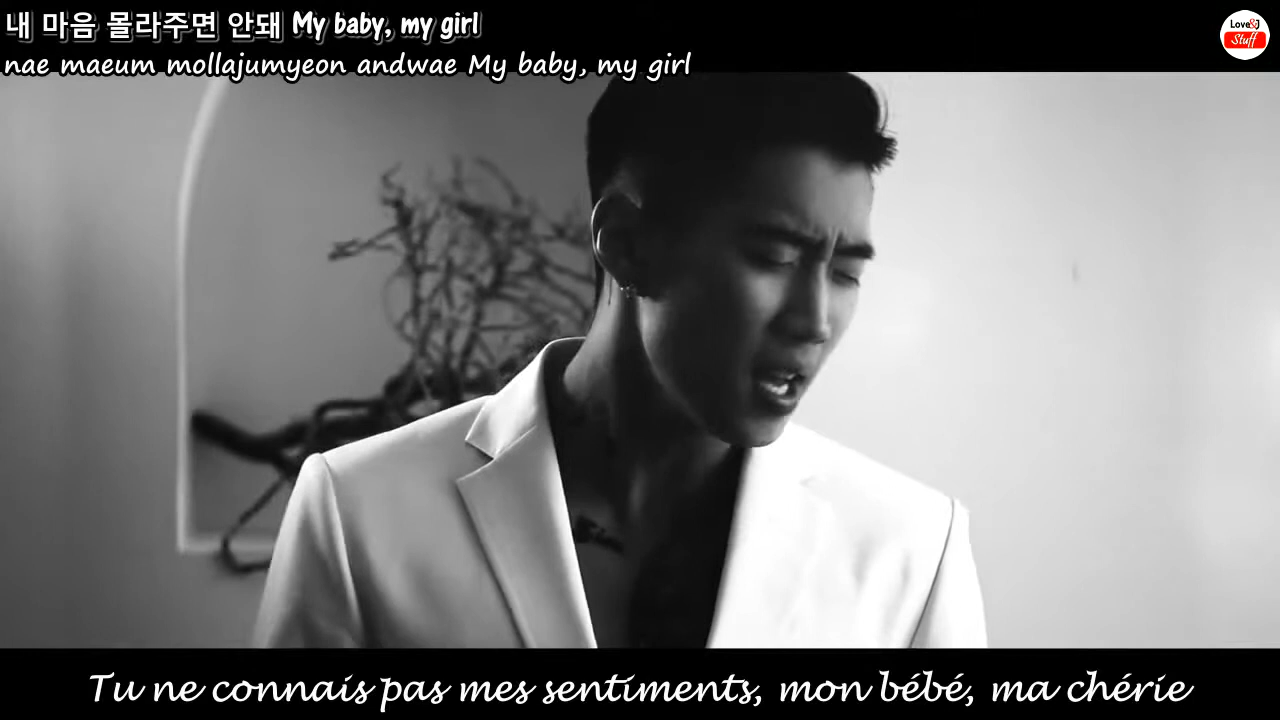 내 마음 몰라주면 안돼 My baby, my girl
nae maeum mollajumyeon andwae My baby, my girl
Love&J
Stuff
Tu ne connais pas mes sentiments, mon bébé, ma chérie